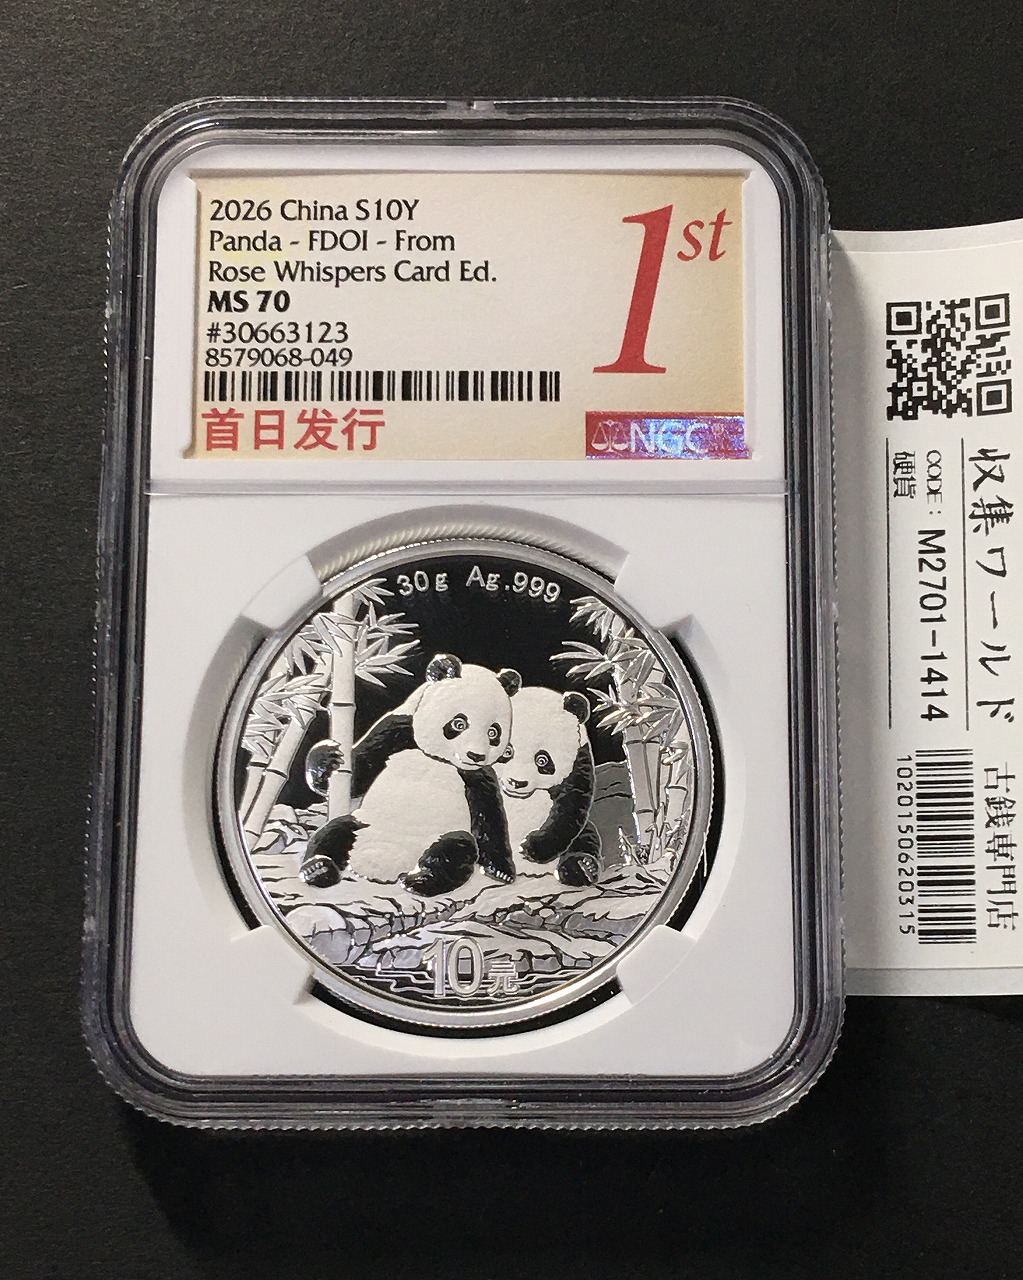 2026 China S10Y
Panda - FDOI - From
Rose Whispers Card Ed.
MS 70
#30663123
8579068-049
首日发行
1st
NGC
30g Ag.999
10元
収集ワールド 古銭専門店
CODE: M2701-1414
硬貨
1020150620315